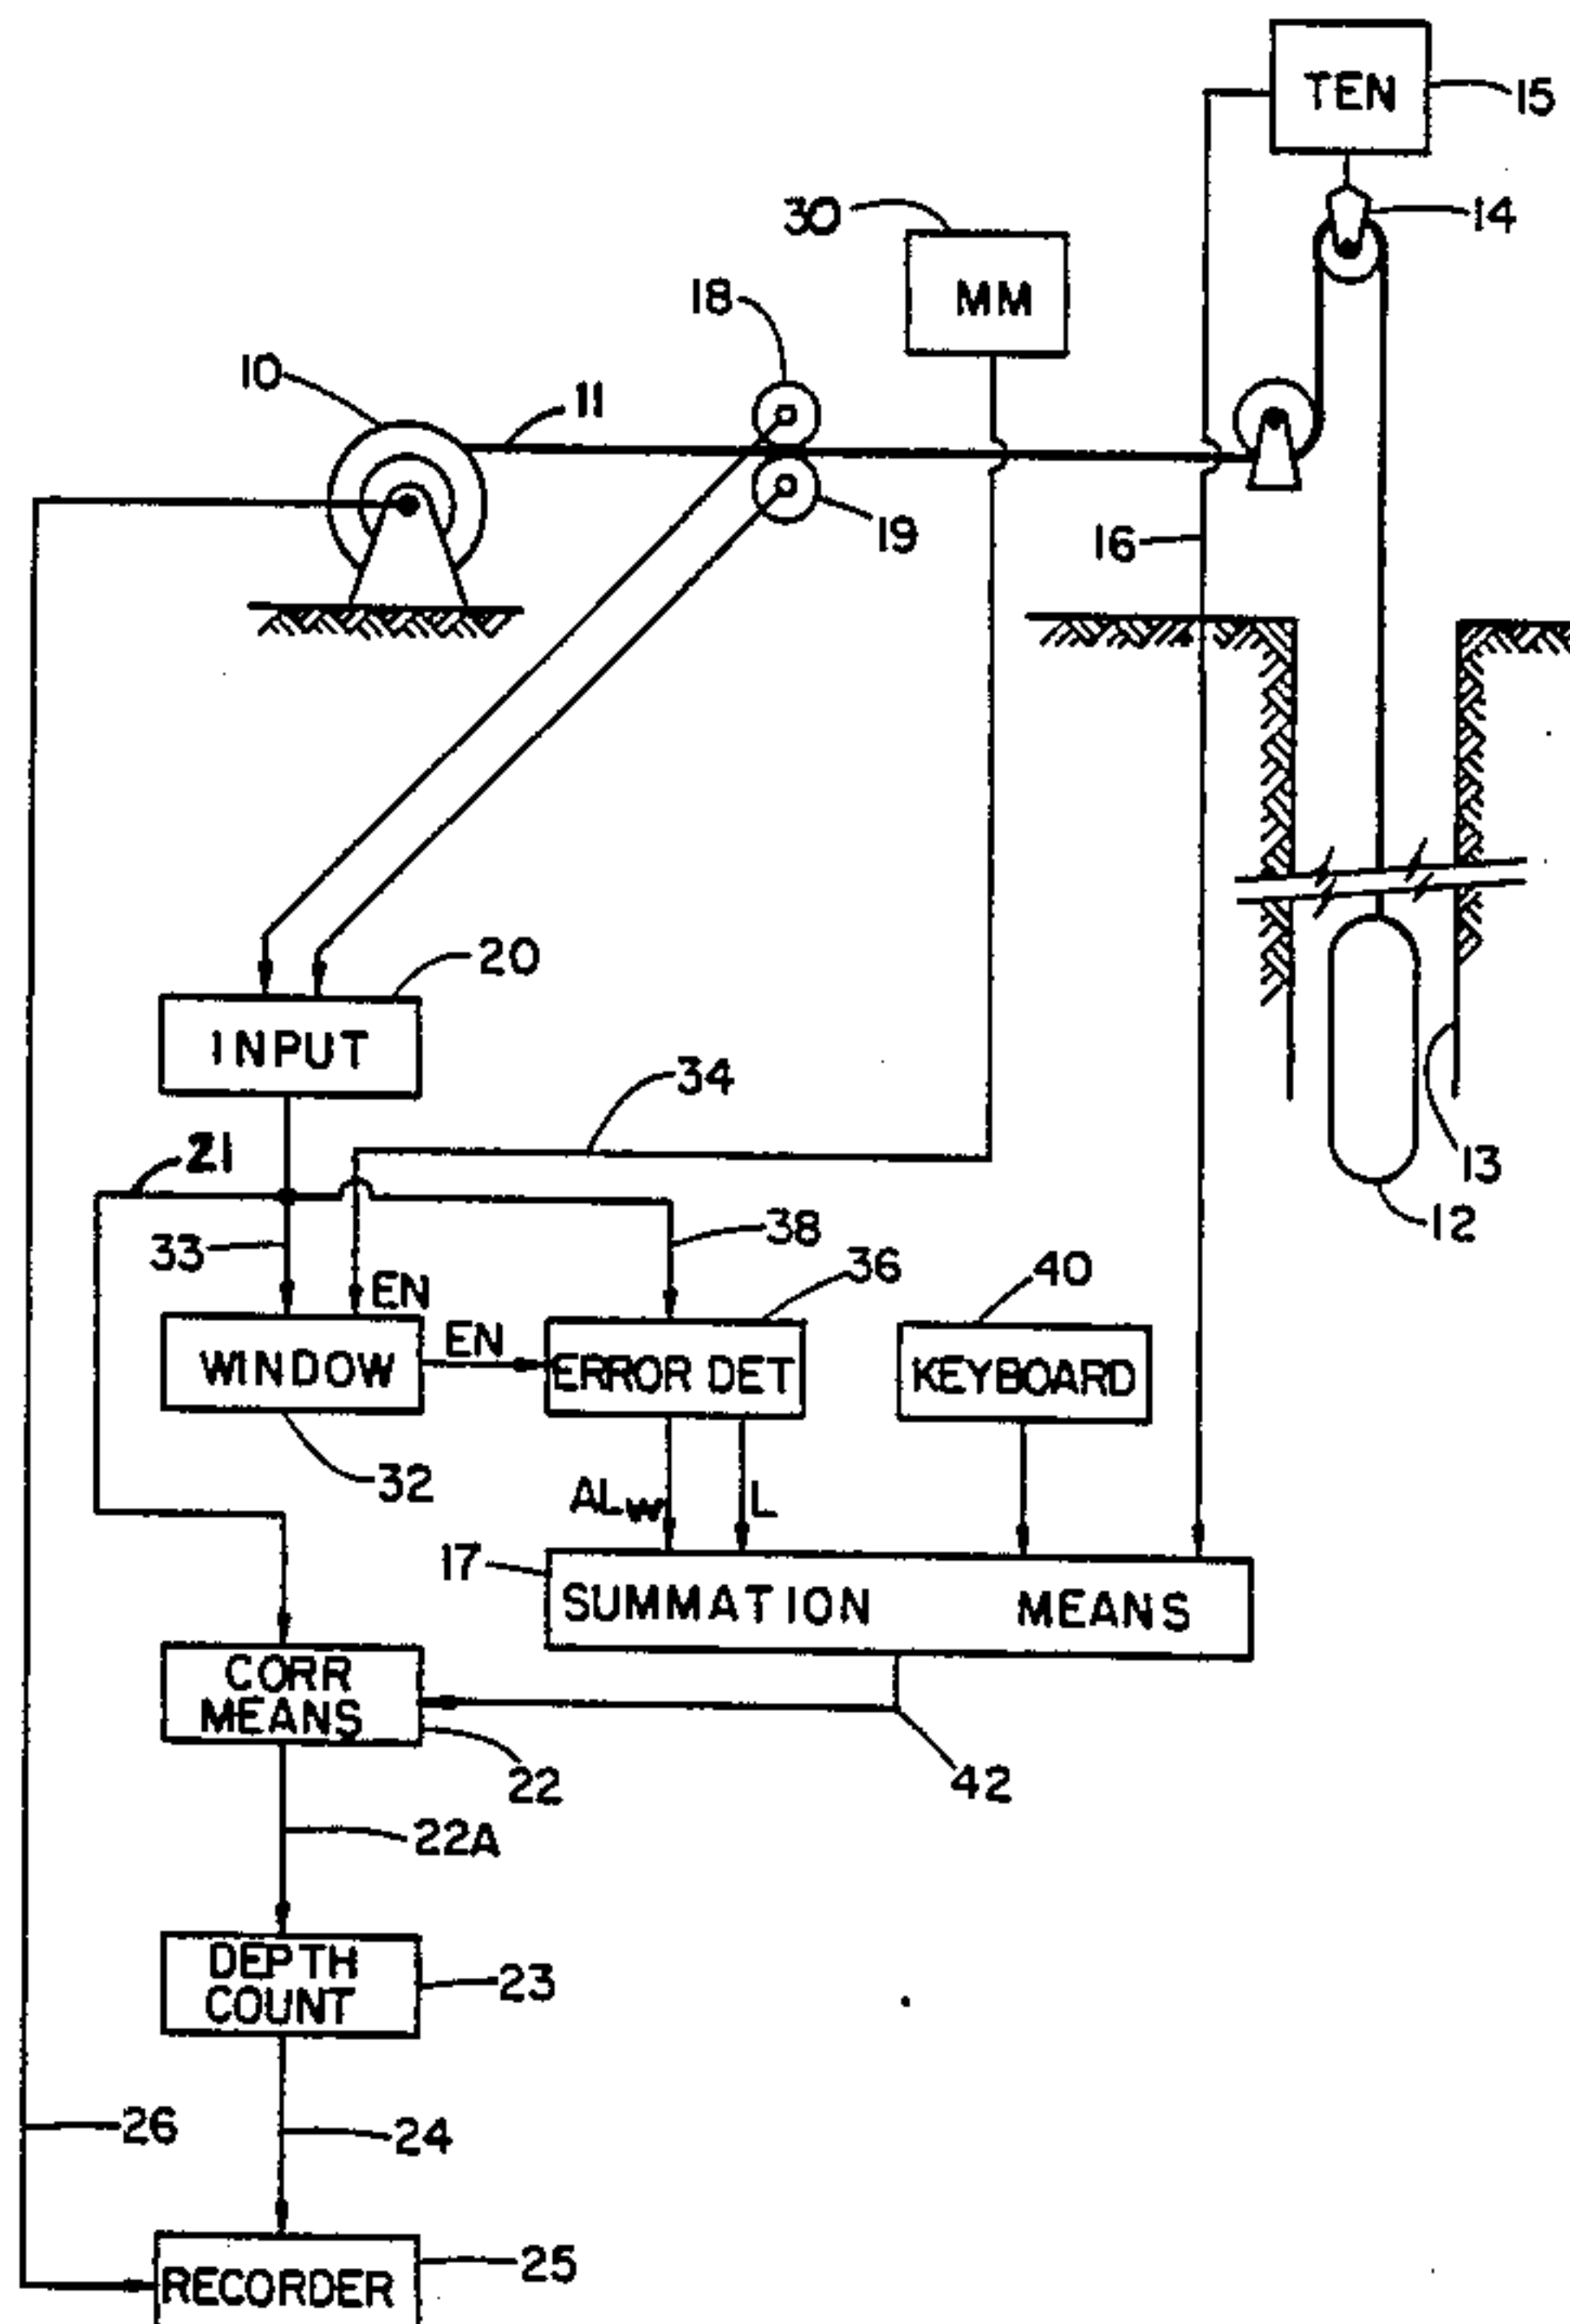 TEN
15
14
30
MM
18
10
11
19
16
20
INPUT
34
21
13
12
33
38
36
40
EN
EN
WINDOW
ERROR DET
KEYBOARD
32
ALw
L
17
SUMMATION MEANS
CORR
MEANS
22
42
22A
DEPTH
COUNT
23
26
24
RECORDER
25